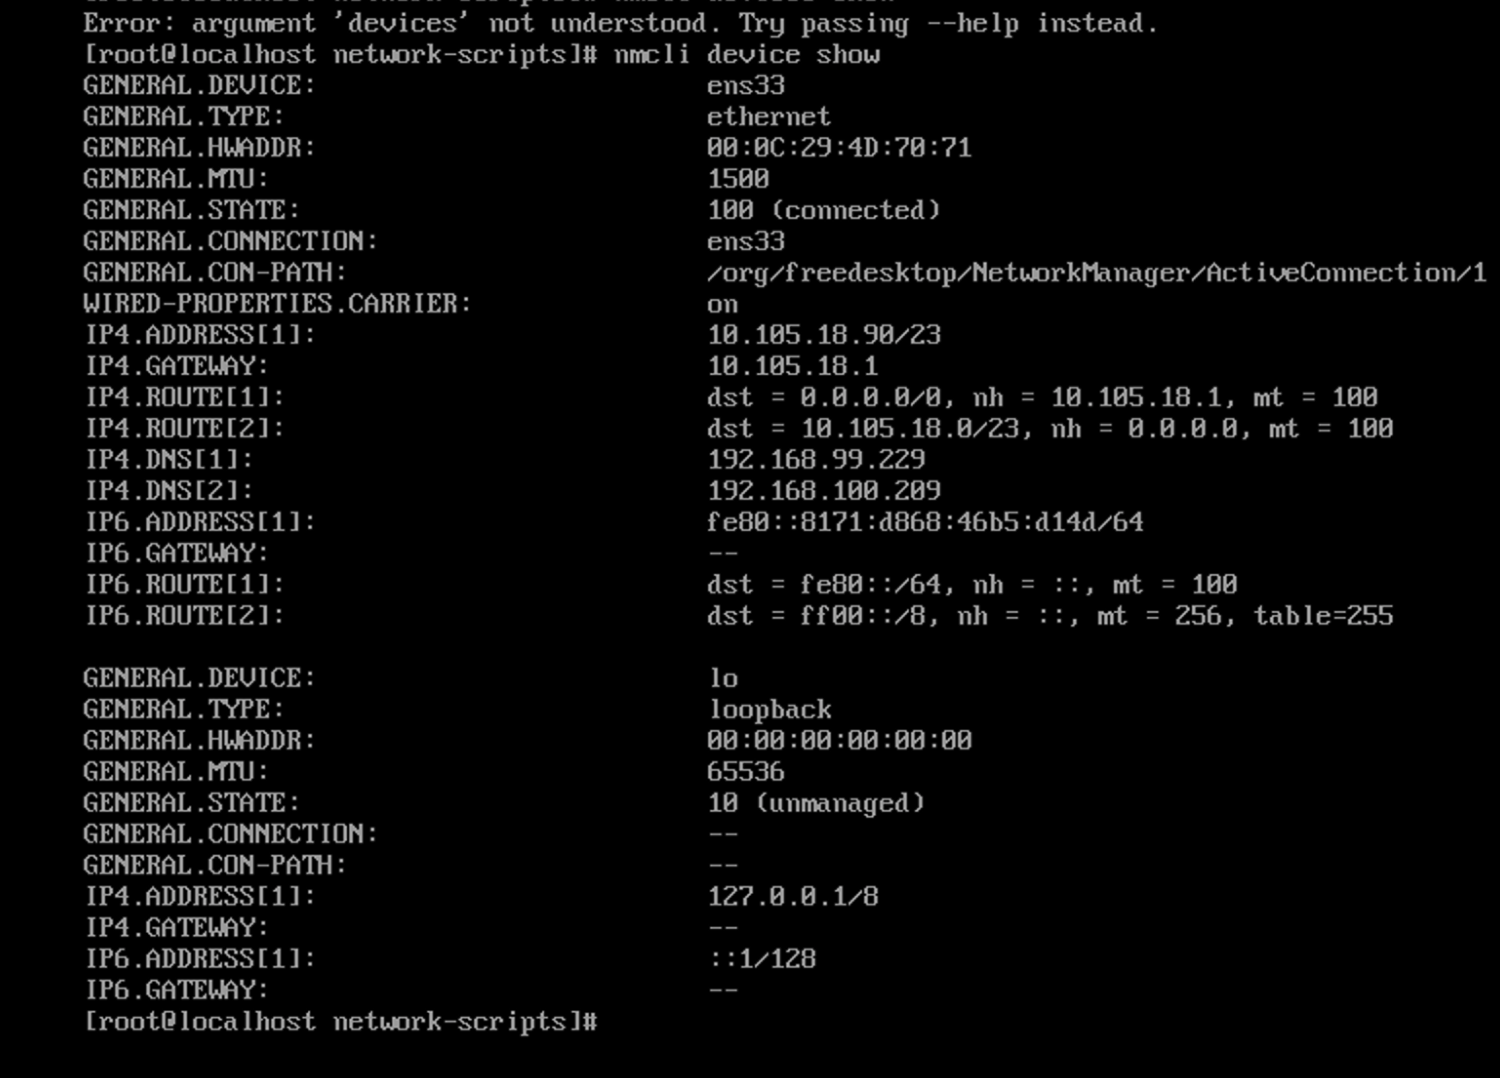 Error: argument 'devices' not understood. Try passing --help instead.
[root@localhost network-scripts]# nmcli device show
GENERAL.DEVICE: ens33
GENERAL.TYPE: ethernet
GENERAL.HWADDR: 00:0C:29:4D:70:71
GENERAL.MTU: 1500
GENERAL.STATE: 100 (connected)
GENERAL.CONNECTION: ens33
GENERAL.CON-PATH: /org/freedesktop/NetworkManager/ActiveConnection/1
WIRED-PROPERTIES.CARRIER: on
IP4.ADDRESS[1]: 10.105.18.90/23
IP4.GATEWAY: 10.105.18.1
IP4.ROUTE[1]: dst = 0.0.0.0/0, nh = 10.105.18.1, mt = 100
IP4.ROUTE[2]: dst = 10.105.18.0/23, nh = 0.0.0.0, mt = 100
IP4.DNS[1]: 192.168.99.229
IP4.DNS[2]: 192.168.100.209
IP6.ADDRESS[1]: fe80::8171:d868:46b5:d14d/64
IP6.GATEWAY: --
IP6.ROUTE[1]: dst = fe80::/64, nh = ::, mt = 100
IP6.ROUTE[2]: dst = ff00::/8, nh = ::, mt = 256, table=255
GENERAL.DEVICE: lo
GENERAL.TYPE: loopback
GENERAL.HWADDR: 00:00:00:00:00:00
GENERAL.MTU: 65536
GENERAL.STATE: 10 (unmanaged)
GENERAL.CONNECTION: --
GENERAL.CON-PATH: --
IP4.ADDRESS[1]: 127.0.0.1/8
IP4.GATEWAY: --
IP6.ADDRESS[1]: ::1/128
IP6.GATEWAY: --
[root@localhost network-scripts]#